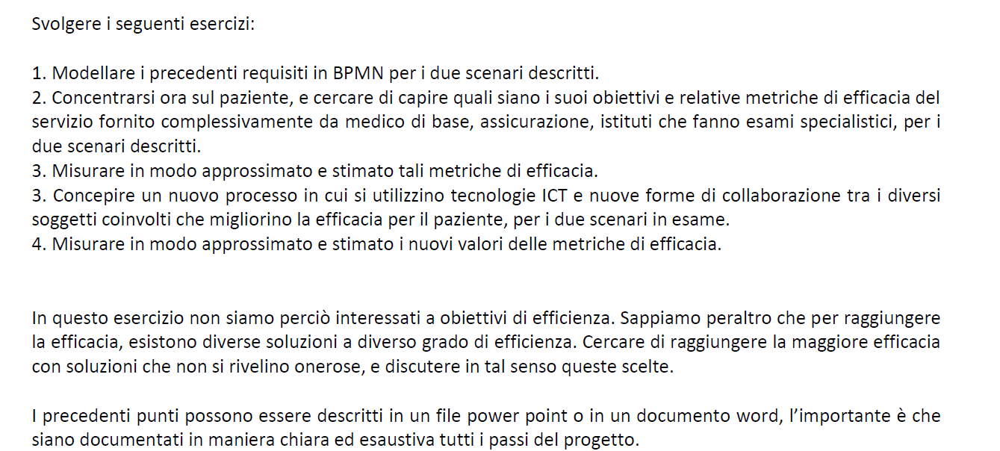 Svolgere i seguenti esercizi:
1. Modellare i precedenti requisiti in BPMN per i due scenari descritti.
2. Concentrarsi ora sul paziente, e cercare di capire quali siano i suoi obiettivi e relative metriche di efficacia del
servizio fornito complessivamente da medico di base, assicurazione, istituti che fanno esami specialistici, per i
due scenari descritti.
3. Misurare in modo approssimato e stimato tali metriche di efficacia.
3. Concepire un nuovo processo in cui si utilizzino tecnologie ICT e nuove forme di collaborazione tra i diversi
soggetti coinvolti che migliorino la efficacia per il paziente, per i due scenari in esame.
4. Misurare in modo approssimato e stimato i nuovi valori delle metriche di efficacia.
In questo esercizio non siamo perciò interessati a obiettivi di efficienza. Sappiamo peraltro che per raggiungere
la efficacia, esistono diverse soluzioni a diverso grado di efficienza. Cercare di raggiungere la maggiore efficacia
con soluzioni che non si rivelino onerose, e discutere in tal senso queste scelte.
I precedenti punti possono essere descritti in un file power point o in un documento word, l’importante è che
siano documentati in maniera chiara ed esaustiva tutti i passi del progetto.